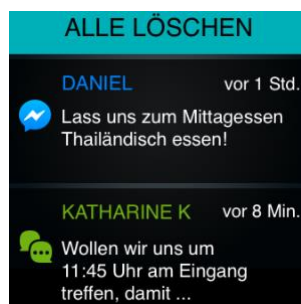 ALLE LÖSCHEN
DANIEL vor 1 Std.
Lass uns zum Mittagessen
Thailändisch essen!
KATHARINE K vor 8 Min.
Wollen wir uns um
11:45 Uhr am Eingang
treffen, damit ...